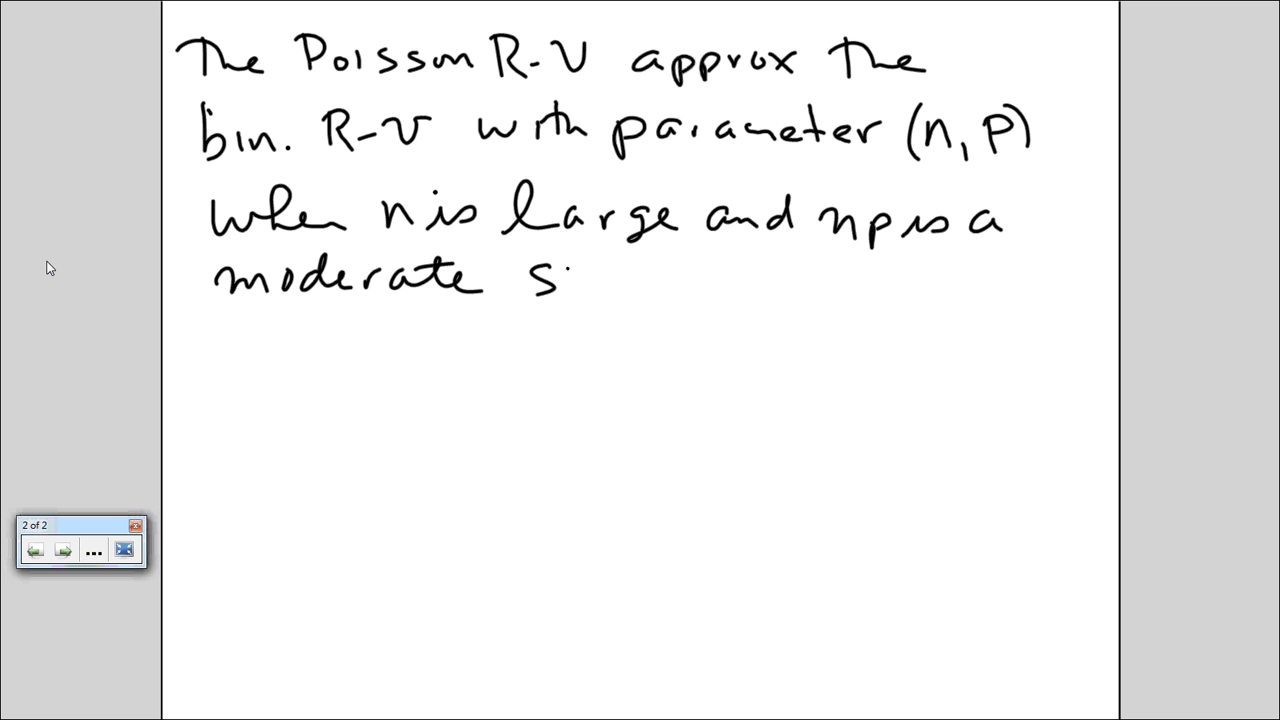 The Poisson R-V approx the
bin. R-V with parameter (n, p)
when n is large and np is a
moderate s
2 of 2